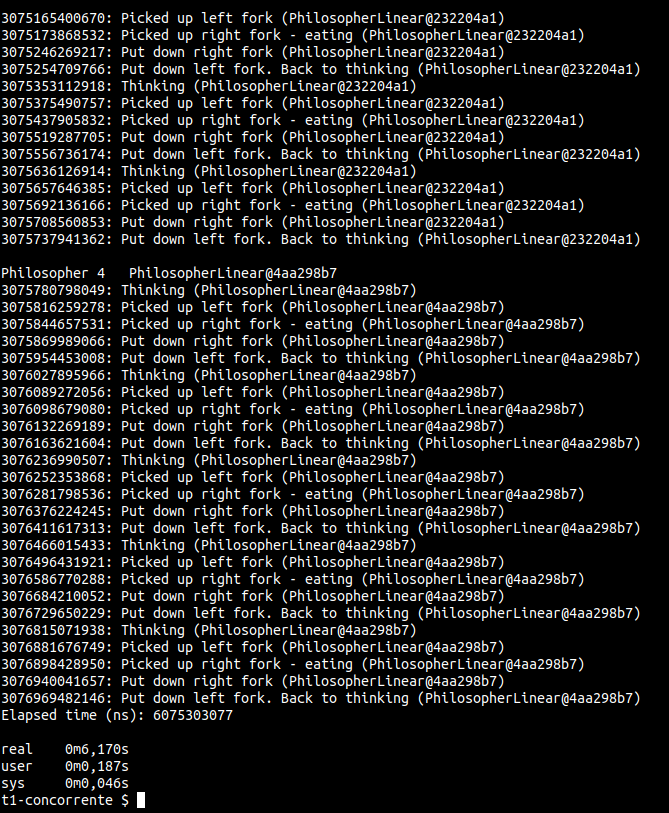 3075165400670: Picked up left fork (PhilosopherLinear@232204a1)
3075173868532: Picked up right fork - eating (PhilosopherLinear@232204a1)
3075246269217: Put down right fork (PhilosopherLinear@232204a1)
3075254709766: Put down left fork. Back to thinking (PhilosopherLinear@232204a1)
3075353112918: Thinking (PhilosopherLinear@232204a1)
3075375490757: Picked up left fork (PhilosopherLinear@232204a1)
3075437905832: Picked up right fork - eating (PhilosopherLinear@232204a1)
3075519287705: Put down right fork (PhilosopherLinear@232204a1)
3075556736174: Put down left fork. Back to thinking (PhilosopherLinear@232204a1)
3075636126914: Thinking (PhilosopherLinear@232204a1)
3075657646385: Picked up left fork (PhilosopherLinear@232204a1)
3075692136166: Picked up right fork - eating (PhilosopherLinear@232204a1)
3075708560853: Put down right fork (PhilosopherLinear@232204a1)
3075737941362: Put down left fork. Back to thinking (PhilosopherLinear@232204a1)
Philosopher 4   PhilosopherLinear@4aa298b7
3075780798049: Thinking (PhilosopherLinear@4aa298b7)
3075816259278: Picked up left fork (PhilosopherLinear@4aa298b7)
3075844657531: Picked up right fork - eating (PhilosopherLinear@4aa298b7)
3075869989066: Put down right fork (PhilosopherLinear@4aa298b7)
3075954453008: Put down left fork. Back to thinking (PhilosopherLinear@4aa298b7)
3076027895966: Thinking (PhilosopherLinear@4aa298b7)
3076089272056: Picked up left fork (PhilosopherLinear@4aa298b7)
3076098679080: Picked up right fork - eating (PhilosopherLinear@4aa298b7)
3076132269189: Put down right fork (PhilosopherLinear@4aa298b7)
3076163621604: Put down left fork. Back to thinking (PhilosopherLinear@4aa298b7)
3076236990507: Thinking (PhilosopherLinear@4aa298b7)
3076252353868: Picked up left fork (PhilosopherLinear@4aa298b7)
3076281798536: Picked up right fork - eating (PhilosopherLinear@4aa298b7)
3076376224245: Put down right fork (PhilosopherLinear@4aa298b7)
3076411617313: Put down left fork. Back to thinking (PhilosopherLinear@4aa298b7)
3076466015433: Thinking (PhilosopherLinear@4aa298b7)
3076496431921: Picked up left fork (PhilosopherLinear@4aa298b7)
3076586770288: Picked up right fork - eating (PhilosopherLinear@4aa298b7)
3076684210052: Put down right fork (PhilosopherLinear@4aa298b7)
3076729650229: Put down left fork. Back to thinking (PhilosopherLinear@4aa298b7)
3076815071938: Thinking (PhilosopherLinear@4aa298b7)
3076881676749: Picked up left fork (PhilosopherLinear@4aa298b7)
3076898428950: Picked up right fork - eating (PhilosopherLinear@4aa298b7)
3076940041657: Put down right fork (PhilosopherLinear@4aa298b7)
3076969482146: Put down left fork. Back to thinking (PhilosopherLinear@4aa298b7)
Elapsed time (ns): 6075303077
real    0m6,170s
user    0m0,187s
sys     0m0,046s
t1-concorrente $